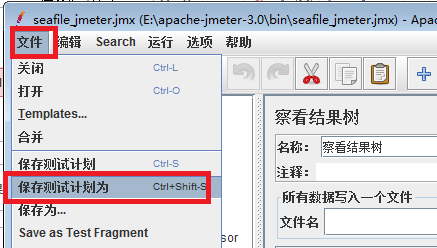 seafile_jmeter.jmx (E:\apache-jmeter-3.0\bin\seafile_jmeter.jmx) - Apac
文件 编辑 Search 运行 选项 帮助
关闭 Ctrl-L
打开 Ctrl-O
Templates...
合并
保存测试计划 Ctrl-S
保存测试计划为 Ctrl+Shift-S
保存为...
Save as Test Fragment
察看结果树
名称： 察看结果树
注释：
所有数据写入一个文件
文件名
sor